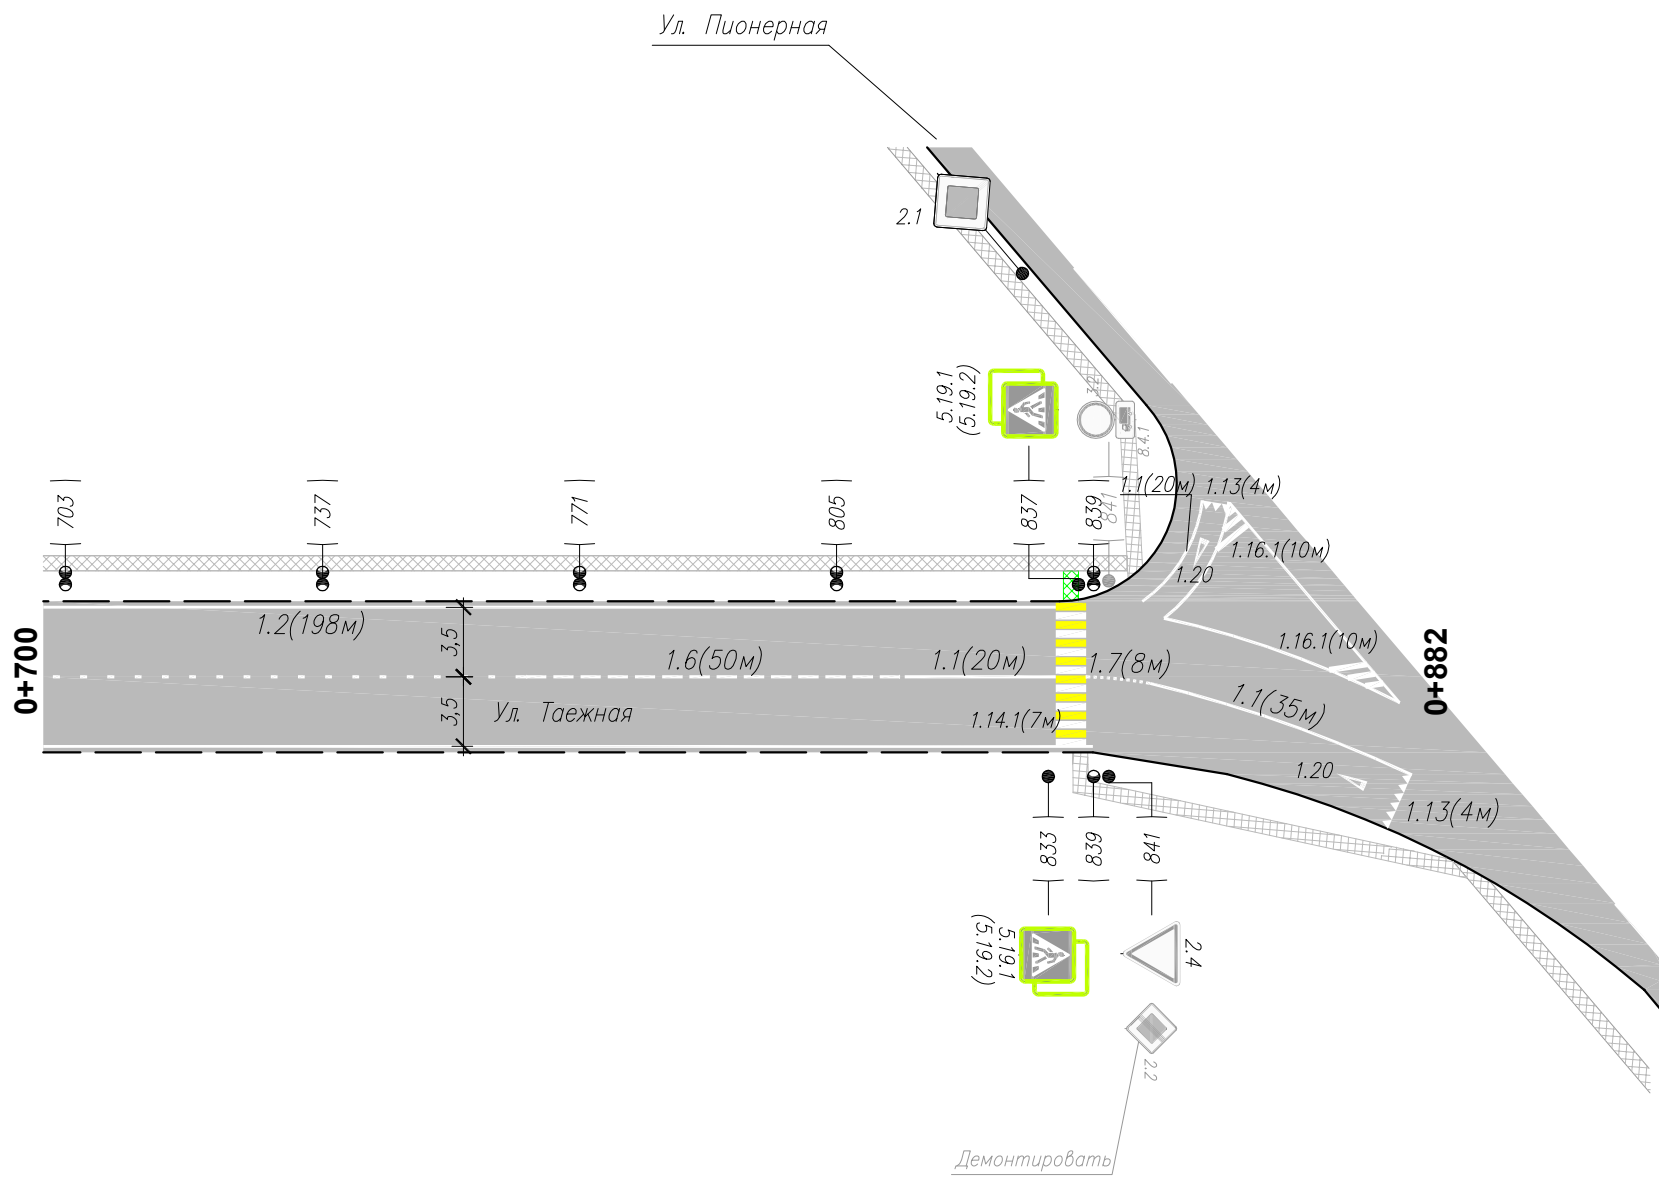 Ул. Пионерная
2.1
5.19.1
(5.19.2)
3.2
8.4.1
703
737
771
805
837
839
841
1.1(20м)
1.13(4м)
1.16.1(10м)
1.20
1.2(198м)
3,5
1.6(50м)
1.1(20м)
1.7(8м)
1.16.1(10м)
0+700
0+882
3,5
Ул. Таежная
1.14.1(7м)
1.1(35м)
1.20
1.13(4м)
833
839
841
5.19.1
(5.19.2)
2.4
2.2
Демонтировать